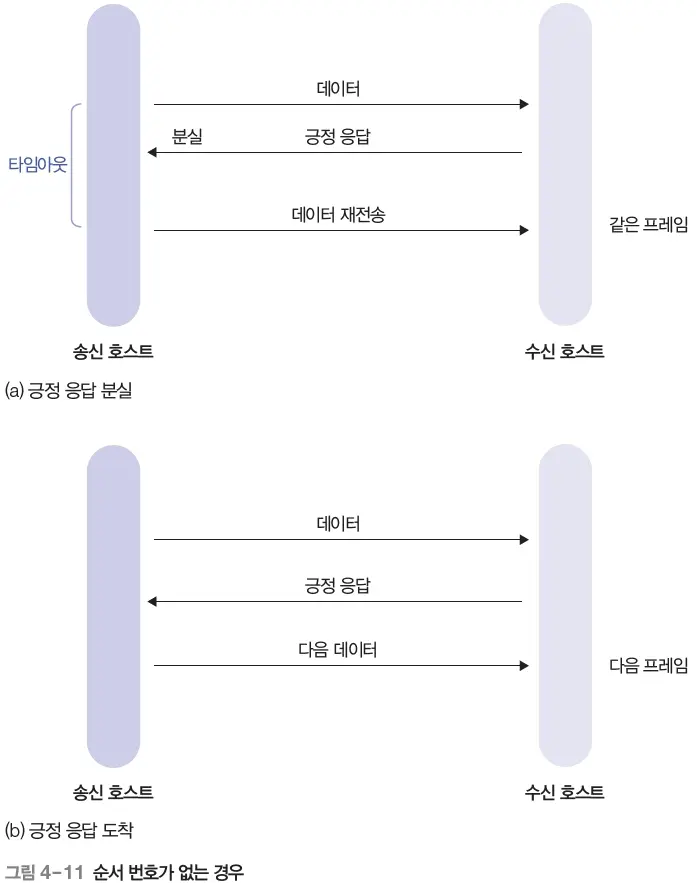 데이터
분실 긍정 응답
타임아웃
데이터 재전송
같은 프레임
송신 호스트 수신 호스트
(a) 긍정 응답 분실
데이터
긍정 응답
다음 데이터
다음 프레임
송신 호스트 수신 호스트
(b) 긍정 응답 도착
그림 4-11 순서 번호가 없는 경우